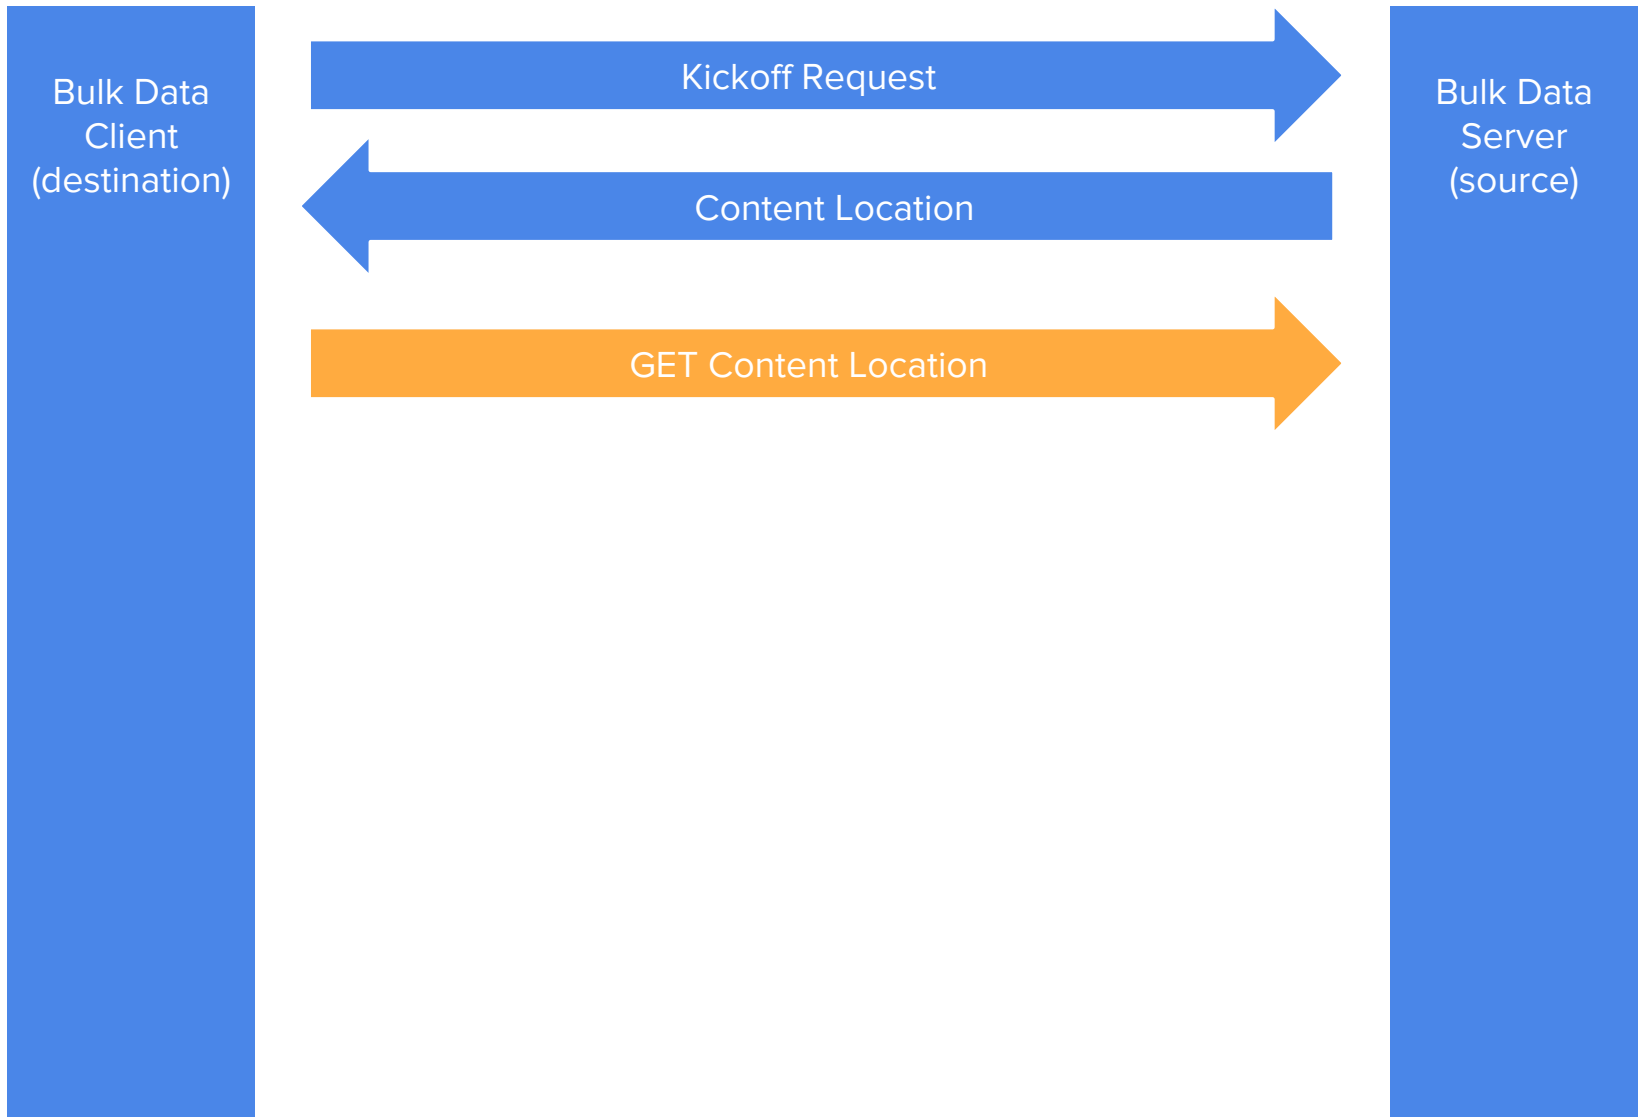 Bulk Data
Client
(destination)
Kickoff Request
Content Location
GET Content Location
Bulk Data
Server
(source)